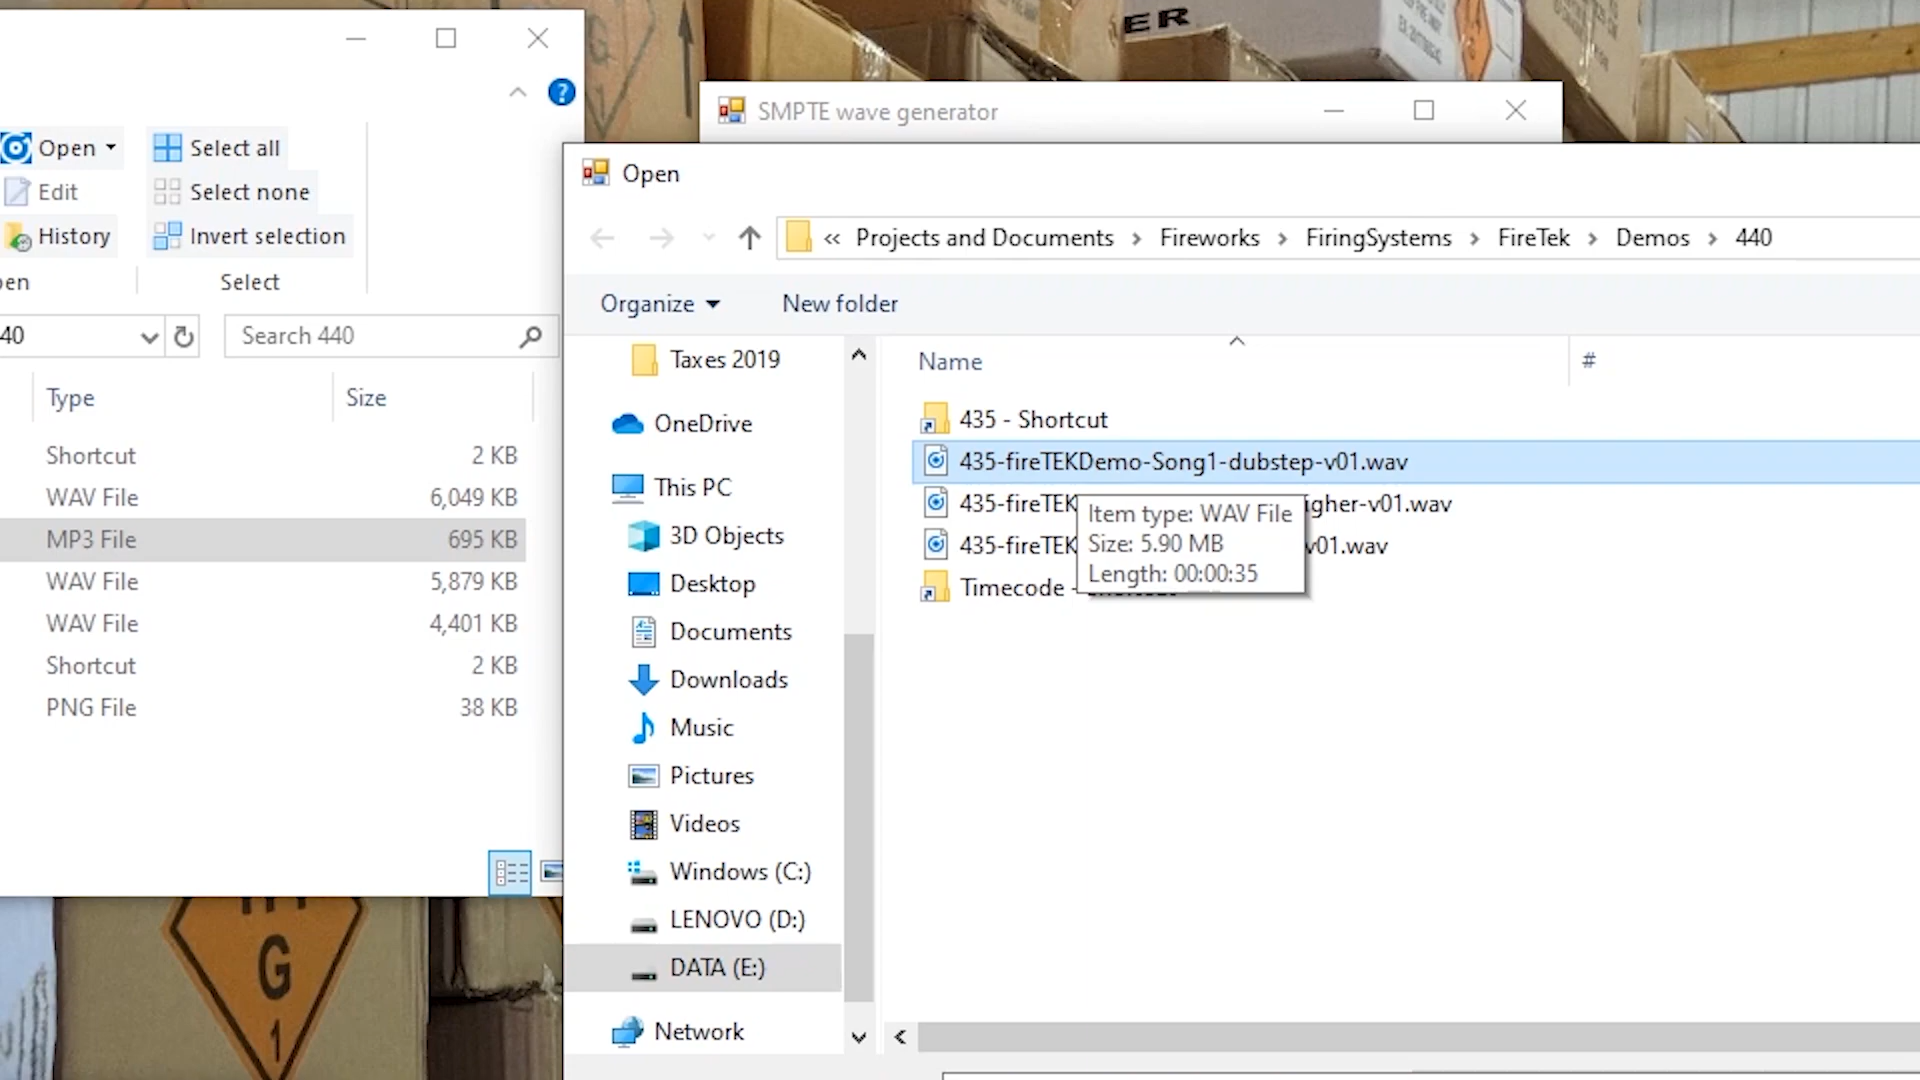 ER
SMPTE wave generator
Open
Select all
Edit
Select none
History
Invert selection
Select
40
Search 440
Type
Size
Shortcut
2 KB
WAV File
6,049 KB
MP3 File
695 KB
WAV File
5,879 KB
WAV File
4,401 KB
Shortcut
2 KB
PNG File
38 KB
G
1
Open
« Projects and Documents > Fireworks > FiringSystems > FireTek > Demos > 440
Organize
New folder
Taxes 2019
OneDrive
This PC
3D Objects
Desktop
Documents
Downloads
Music
Pictures
Videos
Windows (C:)
LENOVO (D:)
DATA (E:)
Network
Name
#
435 - Shortcut
435-fireTEKDemo-Song1-dubstep-v01.wav
435-fireTEK
igher-v01.wav
435-fireTEK
v01.wav
Timecode -
Item type: WAV File
Size: 5.90 MB
Length: 00:00:35